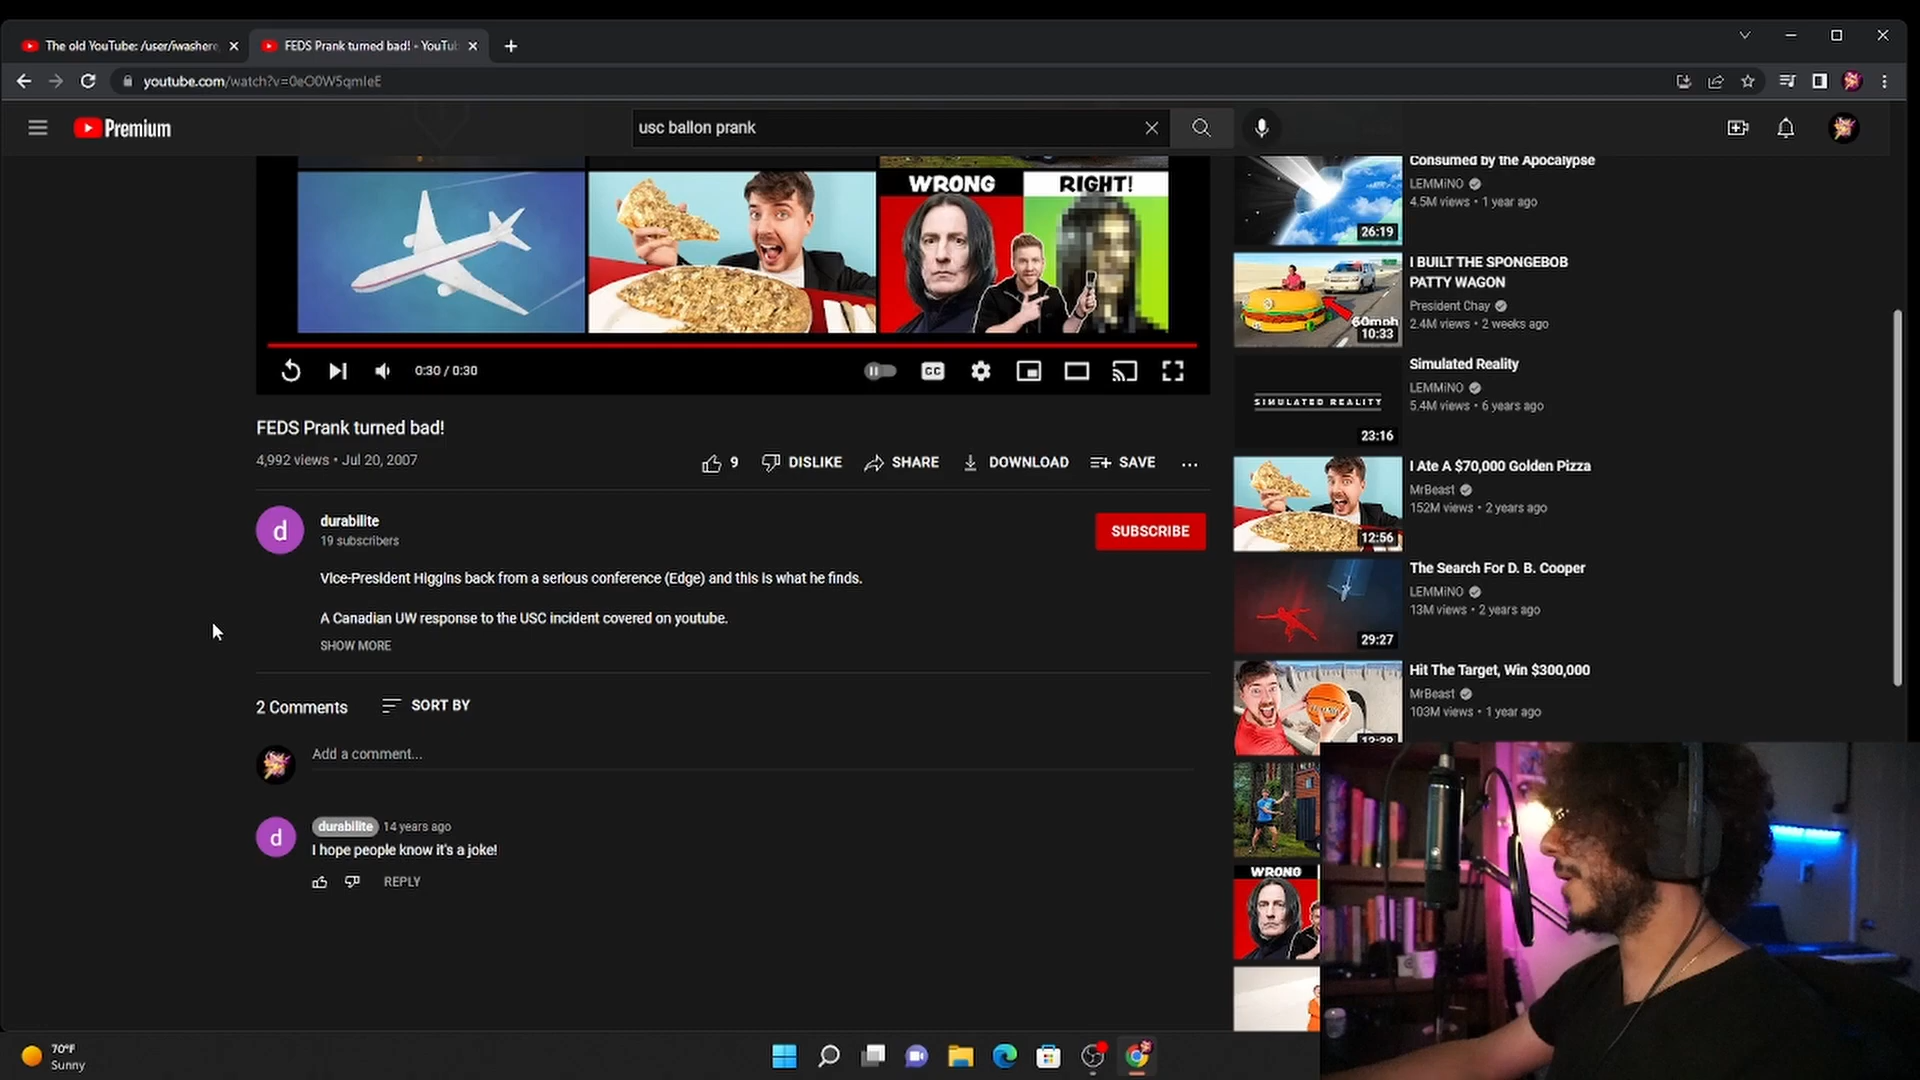 The old YouTube: /user/iwashere
FEDS Prank turned bad! - YouTu
youtube.com/watch?v=0eO0W5qmIeE
Premium
usc ballon prank
WRONG
RIGHT!
0:30 / 0:30
CC
FEDS Prank turned bad!
4,992 views • Jul 20, 2007
9
DISLIKE
SHARE
DOWNLOAD
SAVE
d
durabilite
19 subscribers
SUBSCRIBE
Vice-President Higgins back from a serious conference (Edge) and this is what he finds.
A Canadian UW response to the USC incident covered on youtube.
SHOW MORE
2 Comments
SORT BY
Add a comment...
d
durabilite 14 years ago
I hope people know it's a joke!
REPLY
Consumed by the Apocalypse
LEMMiNO
4.5M views • 1 year ago
26:19
I BUILT THE SPONGEBOB
PATTY WAGON
President Chay
2.4M views • 2 weeks ago
60mph
10:33
Simulated Reality
LEMMiNO
5.4M views • 6 years ago
SIMULATED REALITY
23:16
I Ate A $70,000 Golden Pizza
MrBeast
152M views • 2 years ago
12:56
The Search For D. B. Cooper
LEMMiNO
13M views • 2 years ago
29:27
Hit The Target, Win $300,000
MrBeast
103M views • 1 year ago
WRONG
70°F
Sunny